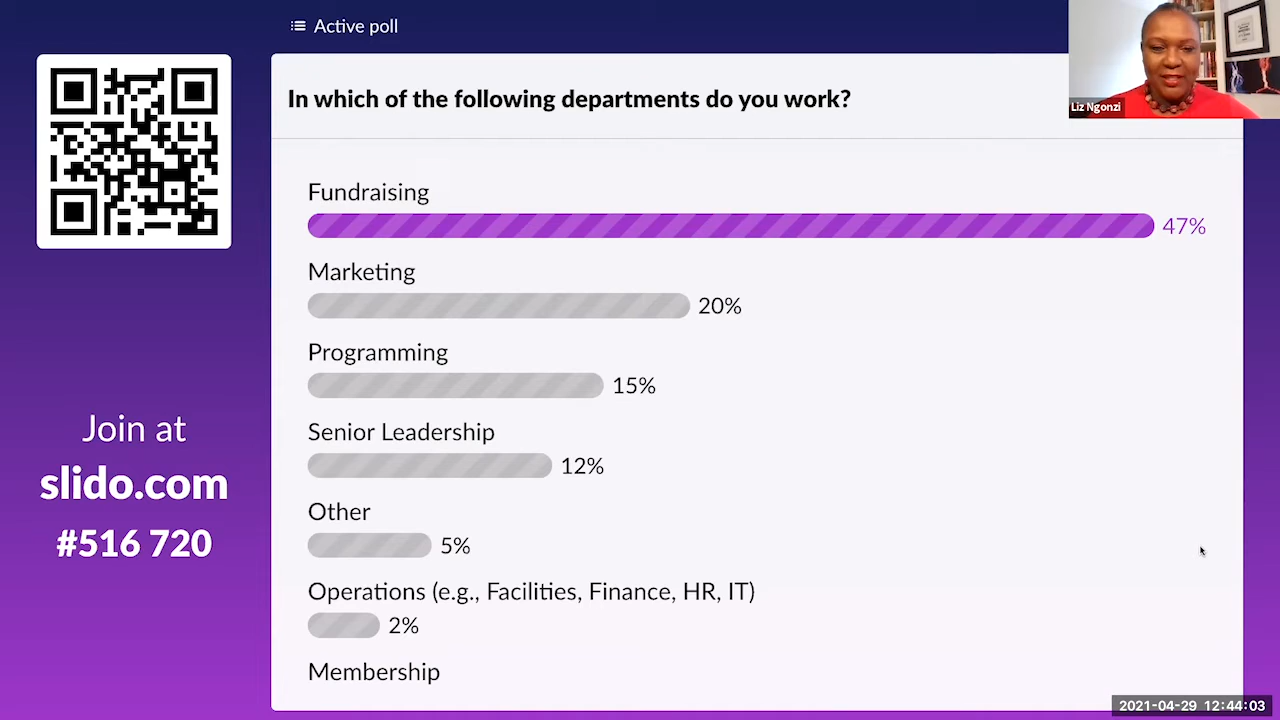 Active poll
In which of the following departments do you work?
Liz Ngonzi
Fundraising
47%
Marketing
20%
Programming
15%
Senior Leadership
12%
Other
5%
Operations (e.g., Facilities, Finance, HR, IT)
2%
Membership
Join at
slido.com
#516 720
2021-04-29 12:44:03